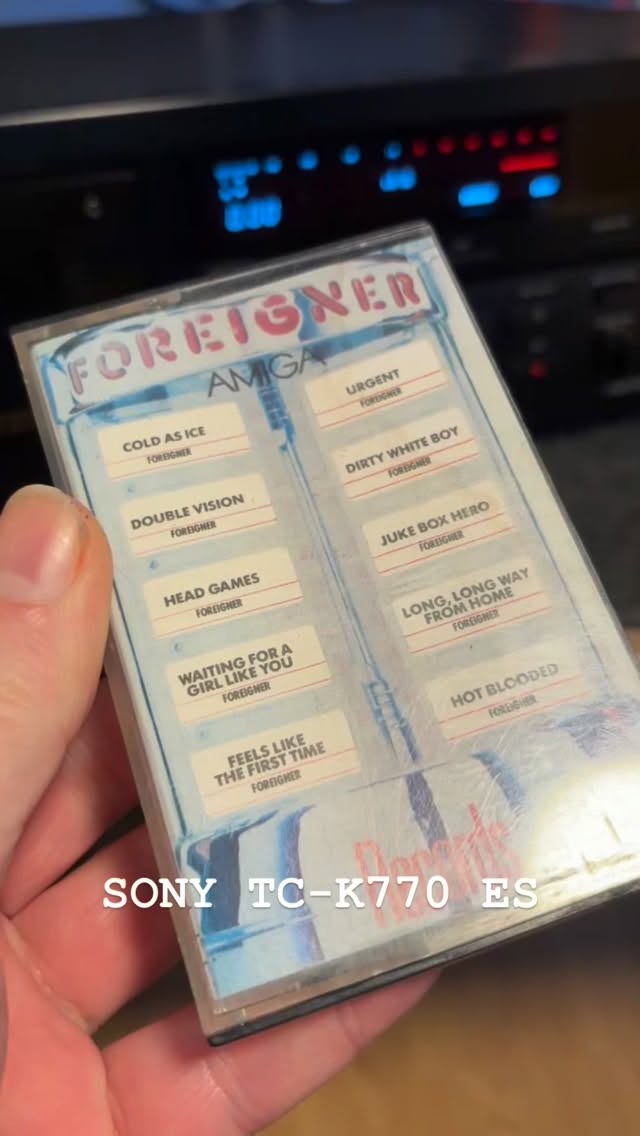 FOREIGNER
AMIGA
COLD AS ICE
FOREIGNER
DOUBLE VISION
FOREIGNER
HEAD GAMES
FOREIGNER
WAITING FOR A
GIRL LIKE YOU
FOREIGNER
FEELS LIKE
THE FIRST TIME
FOREIGNER
URGENT
FOREIGNER
DIRTY WHITE BOY
FOREIGNER
JUKE BOX HERO
FOREIGNER
LONG, LONG WAY
FROM HOME
FOREIGNER
HOT BLOODED
FOREIGNER
Records
SONY TC-K770 ES